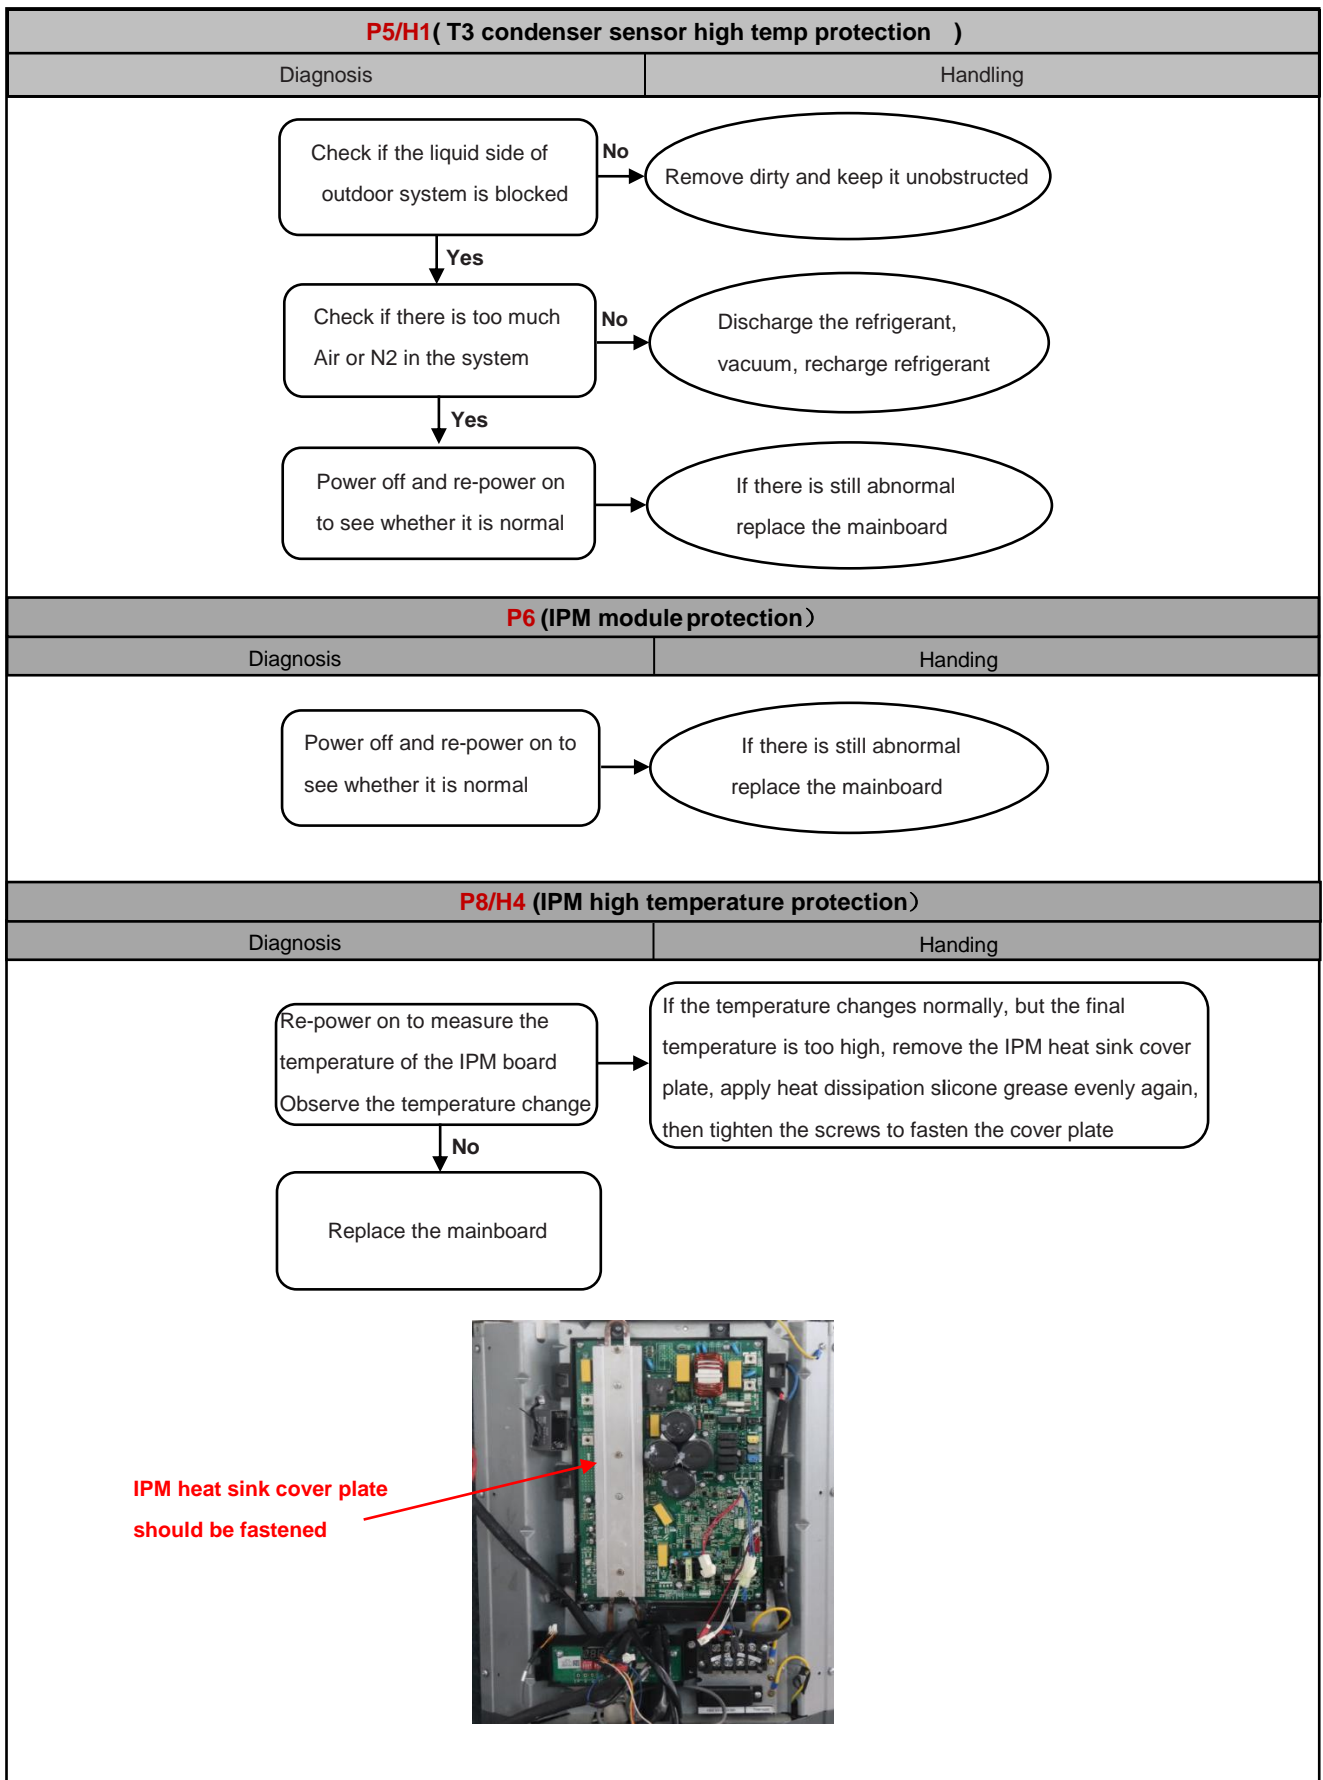 P5/H1( T3 condenser sensor high temp protection )
Diagnosis
Handling
Check if the liquid side of
outdoor system is blocked
No
Remove dirty and keep it unobstructed
Yes
Check if there is too much
Air or N2 in the system
No
Discharge the refrigerant,
vacuum, recharge refrigerant
Yes
Power off and re-power on
to see whether it is normal
If there is still abnormal
replace the mainboard
P6 (IPM module protection）
Diagnosis
Handing
Power off and re-power on to
see whether it is normal
If there is still abnormal
replace the mainboard
P8/H4 (IPM high temperature protection）
Diagnosis
Handing
Re-power on to measure the
temperature of the IPM board
Observe the temperature change
If the temperature changes normally, but the final
temperature is too high, remove the IPM heat sink cover
plate, apply heat dissipation slicone grease evenly again,
then tighten the screws to fasten the cover plate
No
Replace the mainboard
IPM heat sink cover plate
should be fastened